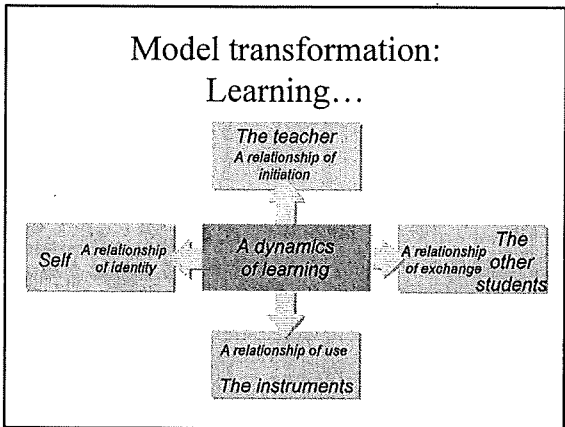 Model transformation:
Learning...
The teacher
A relationship of
initiation
Self
A relationship
of identity
A dynamics
of learning
A relationship
of exchange
The
other
students
A relationship of use
The instruments